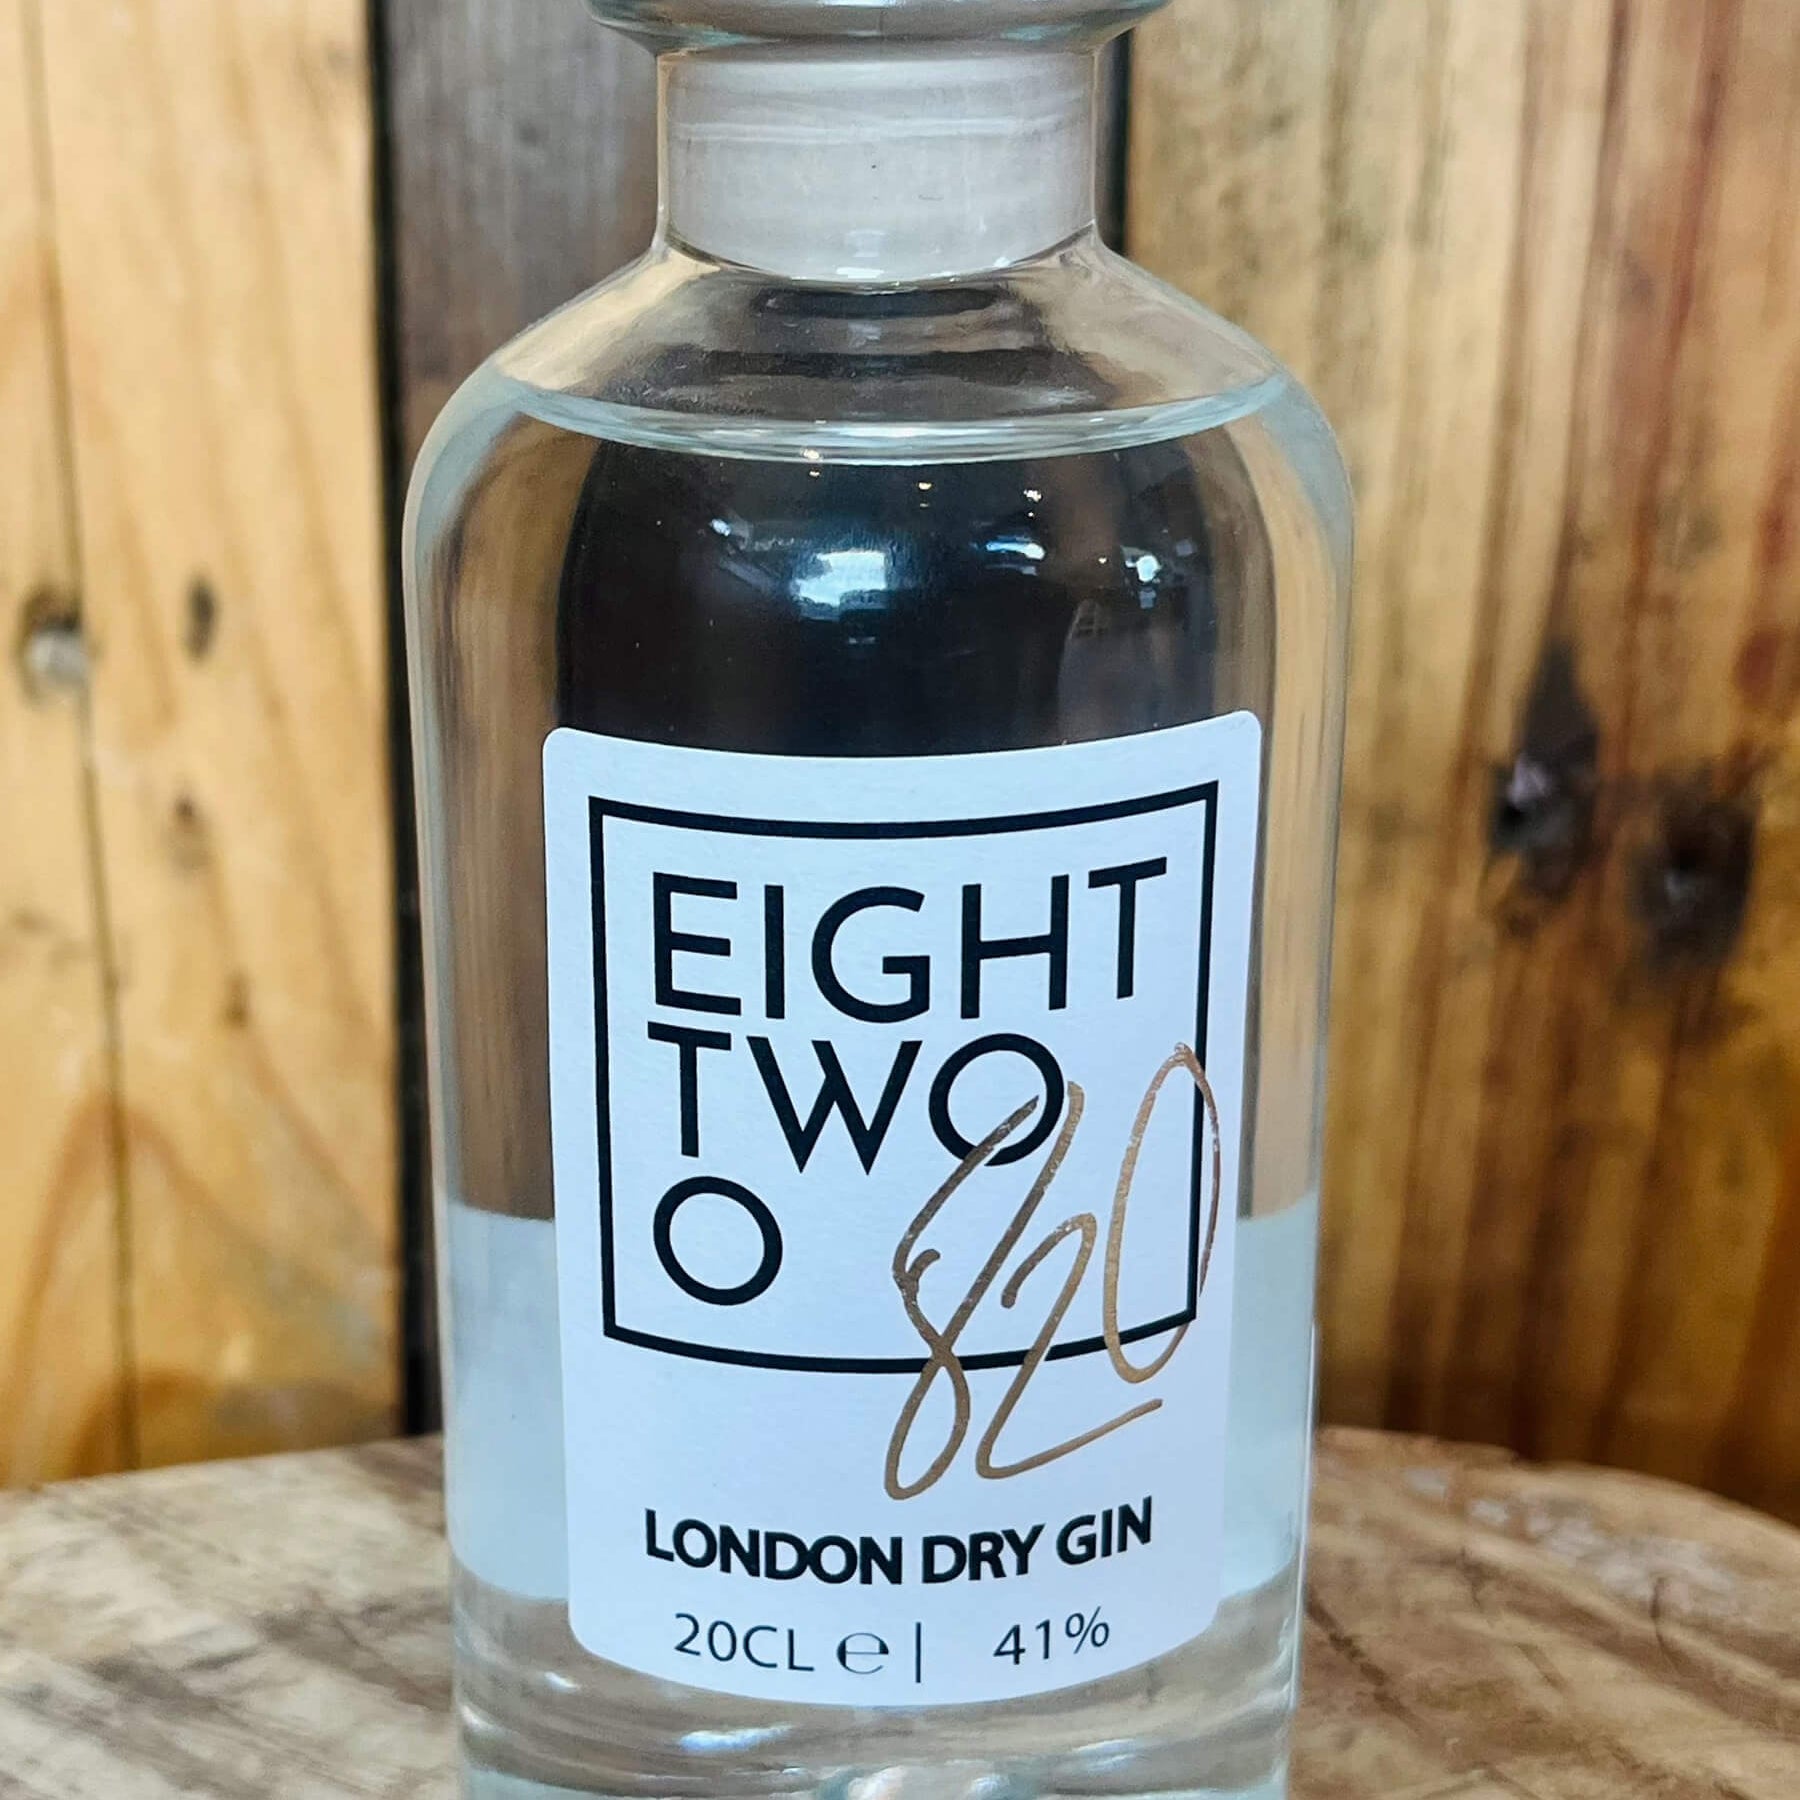 EIGHT
TWO
O
820
LONDON DRY GIN
20CL ℮ | 41%